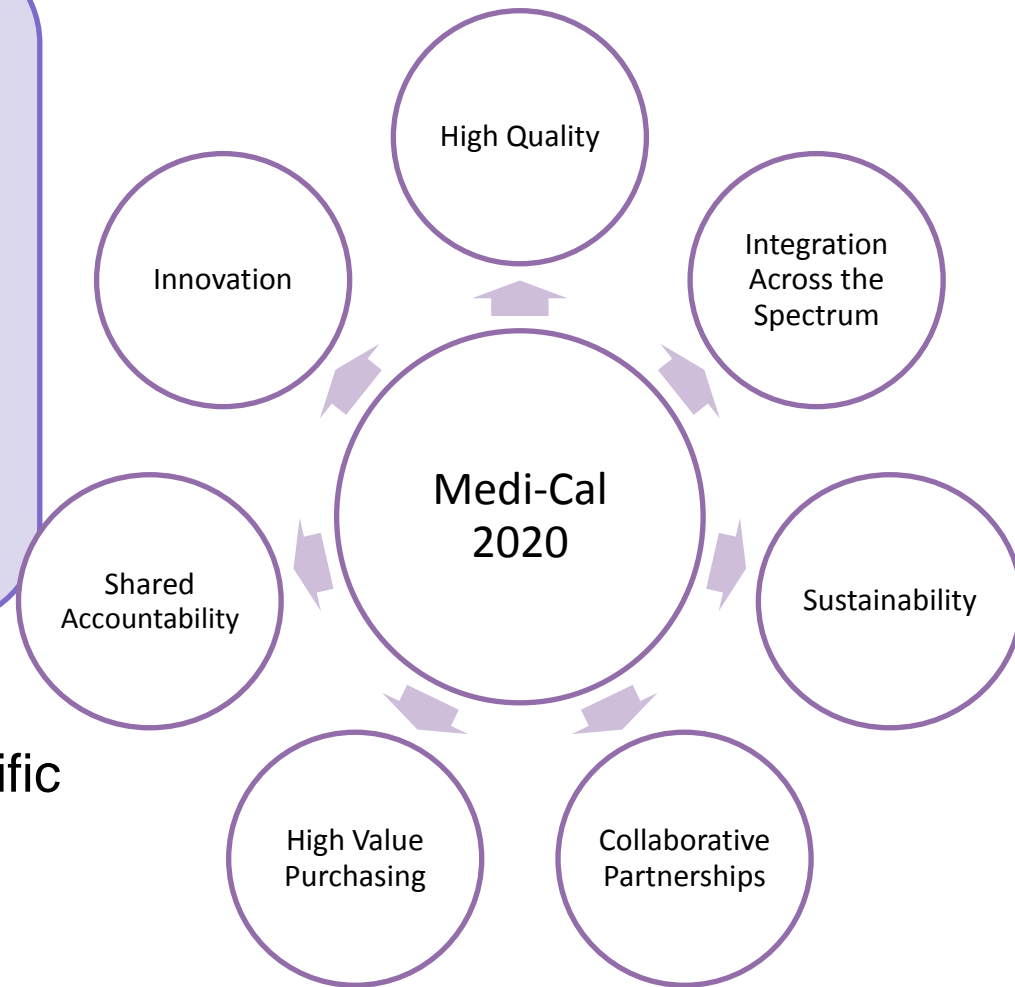 High Quality
Integration
Across the
Spectrum
Innovation
Medi-Cal
2020
Shared
Accountability
Sustainability
ific
High Value
Purchasing
Collaborative
Partnerships